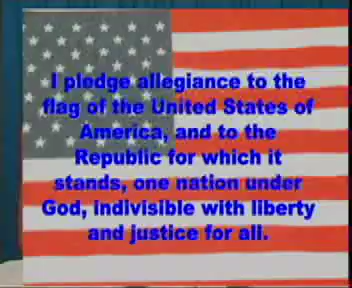 I pledge allegiance to the
flag of the United States of
America, and to the
Republic for which it
stands, one nation under
God, indivisible with liberty
and justice for all.